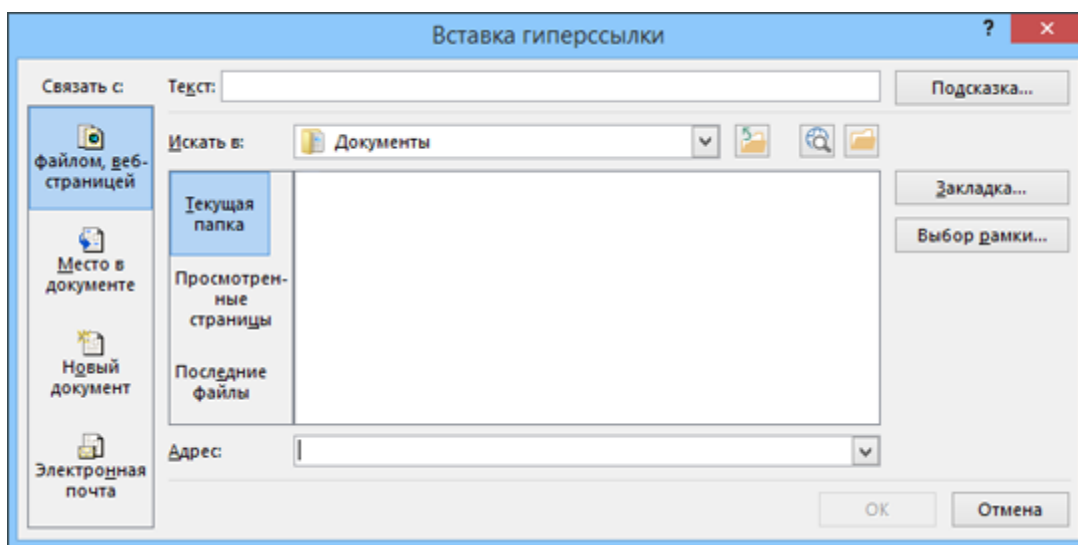 Вставка гиперссылки
?
Связать с:
Текст:
Подсказка...
файлом, веб-
страницей
Искать в:
Документы
Текущая
папка
Закладка...
Выбор рамки...
Место в
документе
Просмотрен-
ные
страницы
Новый
документ
Последние
файлы
Электронная
почта
Адрес:
ОК
Отмена